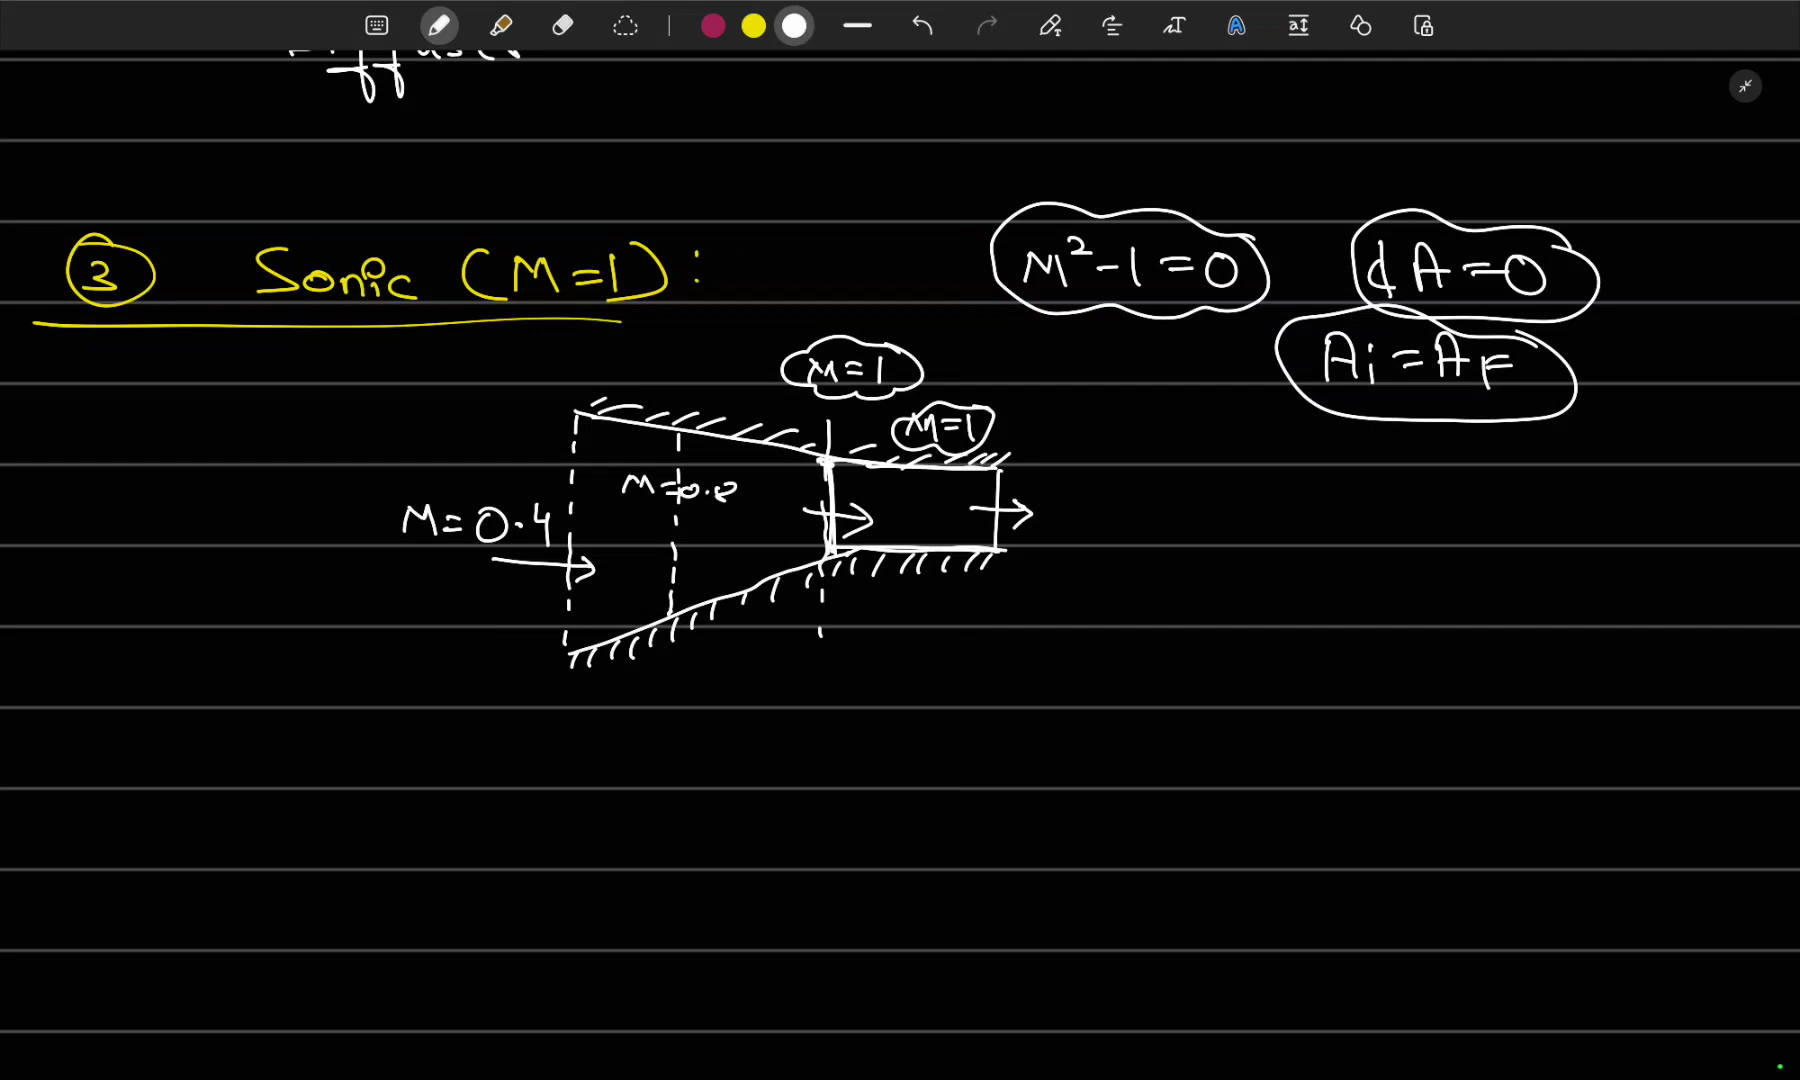 ③ Sonic (M=1): M²-1=0 dA=0
Ai=AF
M=1
M=1
M=0.8
M=0.4